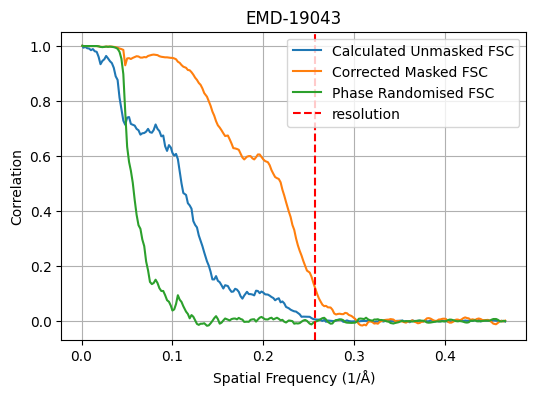 EMD-19043
Calculated Unmasked FSC
Corrected Masked FSC
Phase Randomised FSC
resolution
Correlation
1.0
0.8
0.6
0.4
0.2
0.0
0.0 0.1 0.2 0.3 0.4
Spatial Frequency (1/Å)